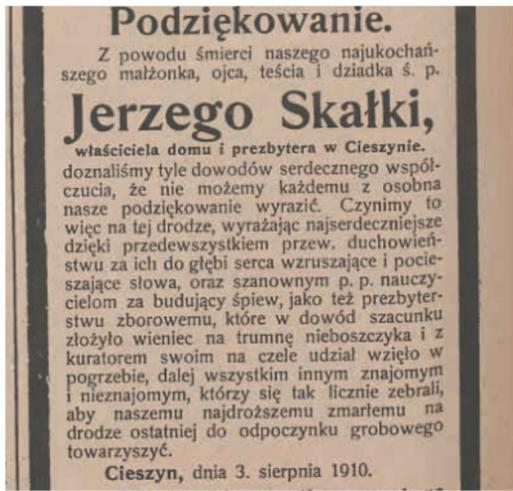 Podziękowanie.
Z powodu śmierci naszego najukochań-
szego małżonka, ojca, teścia i dziadka ś. p.
Jerzego Skałki,
właściciela domu i prezbytera w Cieszynie.
doznaliśmy tyle dowodów serdecznego współ-
czucia, że nie możemy każdemu z osobna
nasze podziękowanie wyrazić. Czynimy to
więc na tej drodze, wyrażając najserdeczniejsze
dzięki przedewszystkiem przew. duchowień-
stwu za ich do głębi serca wzruszające i pocie-
szające słowa, oraz szanownym p. p. nauczy-
cielom za budujący śpiew, jako też prezbyter-
stwu zborowemu, które w dowód szacunku
złożyło wieniec na trumnę nieboszczyka i z
kuratorem swoim na czele udział wzięło w
pogrzebie, dalej wszystkim innym znajomym
i nieznajomym, którzy się tak licznie zebrali,
aby naszemu najdroższemu zmarłemu na
drodze ostatniej do odpoczynku grobowego
towarzyszyć.
Cieszyn, dnia 3. sierpnia 1910.